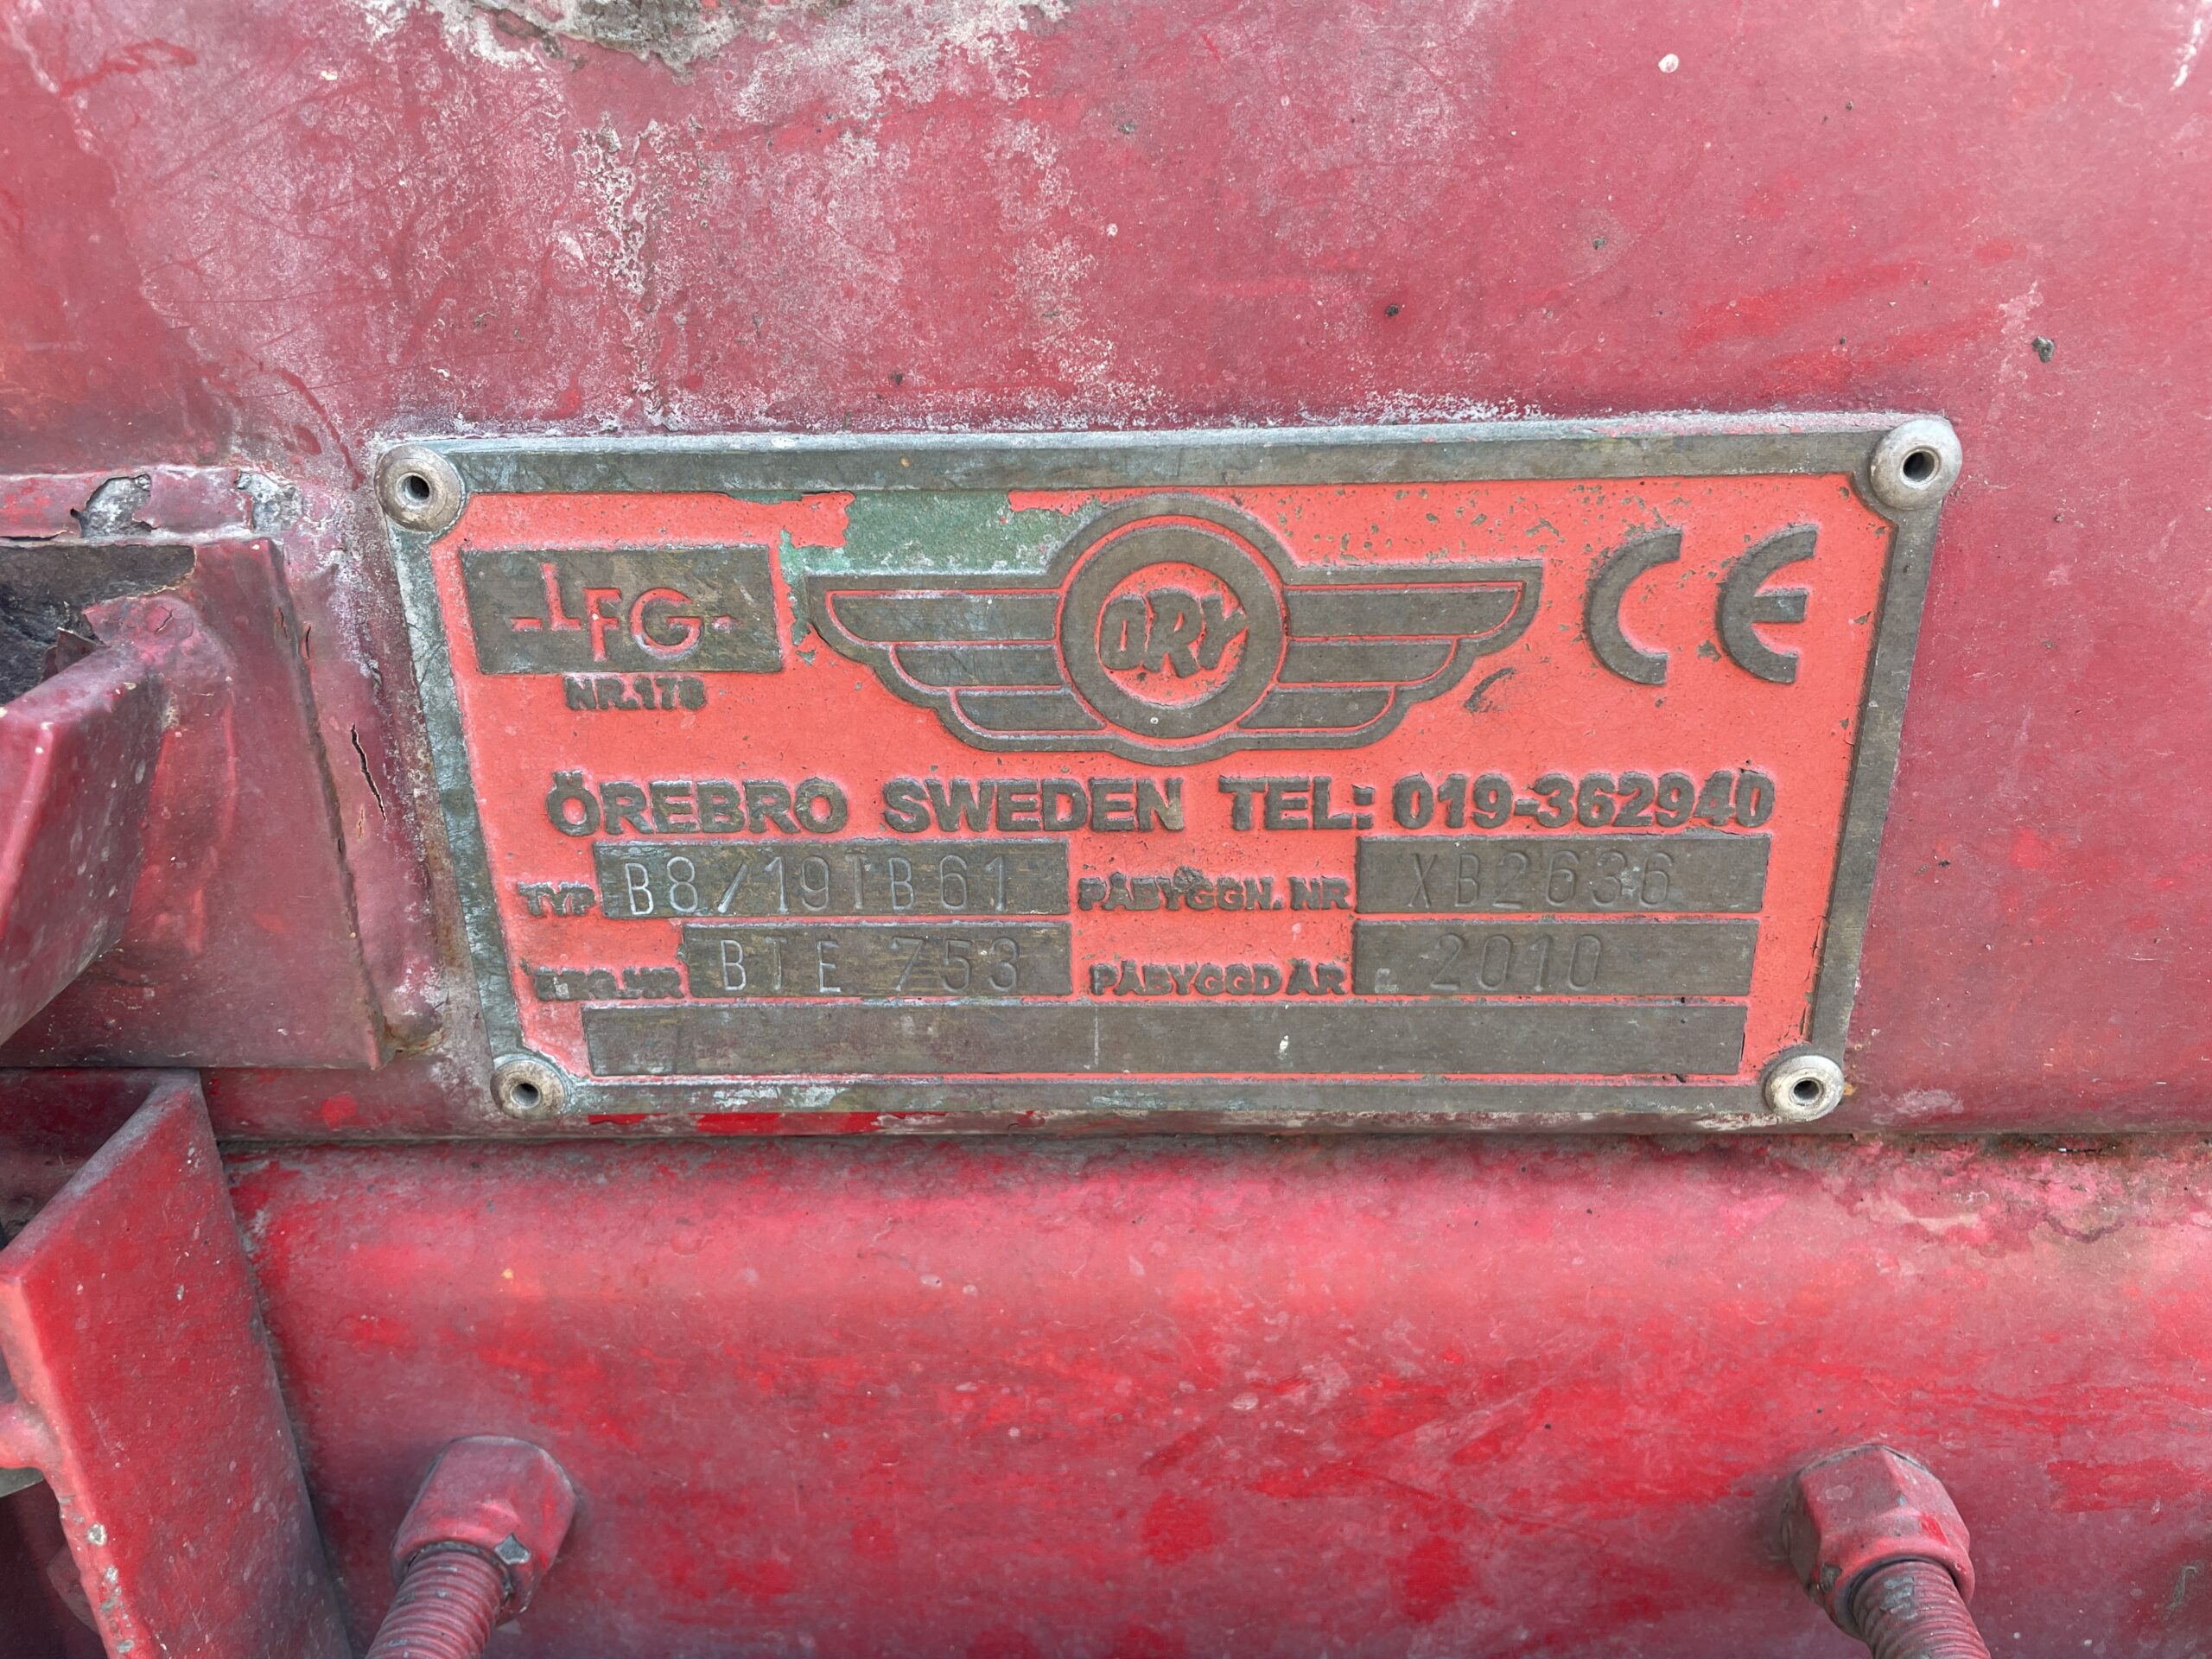 -LFG-
NR.178
ÖRY
CE
ÖREBRO SWEDEN TEL: 019-362940
TYP B8/19TB61 PÅBYGGN. NR XB2636
REG.NR BTE 753 PÅBYGGD ÅR 2010